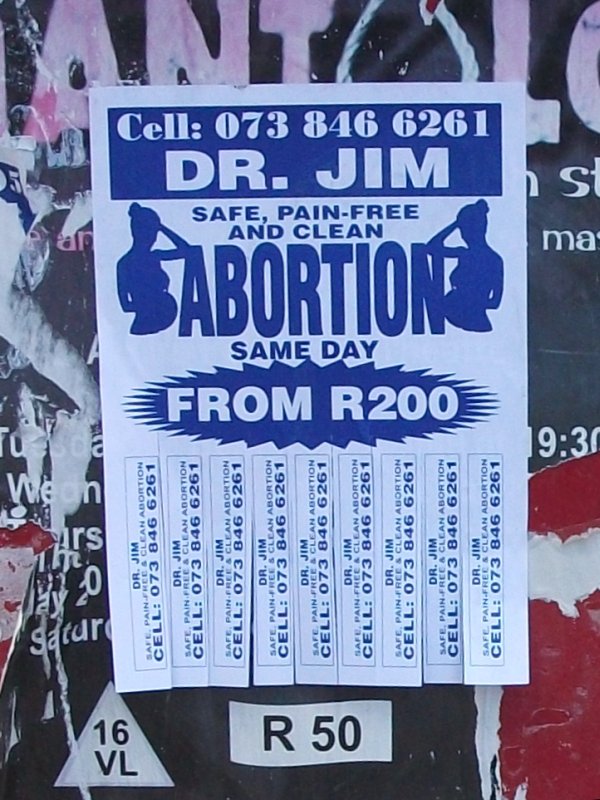 Cell: 073 846 6261
DR. JIM
SAFE, PAIN-FREE
AND CLEAN
ABORTION
SAME DAY
FROM R200
DR. JIM
SAFE, PAIN-FREE & CLEAN ABORTION
CELL: 073 846 6261
DR. JIM
SAFE, PAIN-FREE & CLEAN ABORTION
CELL: 073 846 6261
DR. JIM
SAFE, PAIN-FREE & CLEAN ABORTION
CELL: 073 846 6261
DR. JIM
SAFE, PAIN-FREE & CLEAN ABORTION
CELL: 073 846 6261
DR. JIM
SAFE, PAIN-FREE & CLEAN ABORTION
CELL: 073 846 6261
DR. JIM
SAFE, PAIN-FREE & CLEAN ABORTION
CELL: 073 846 6261
DR. JIM
SAFE, PAIN-FREE & CLEAN ABORTION
CELL: 073 846 6261
DR. JIM
SAFE, PAIN-FREE & CLEAN ABORTION
CELL: 073 846 6261
DR. JIM
SAFE, PAIN-FREE & CLEAN ABORTION
CELL: 073 846 6261
19:30
16
VL
R 50